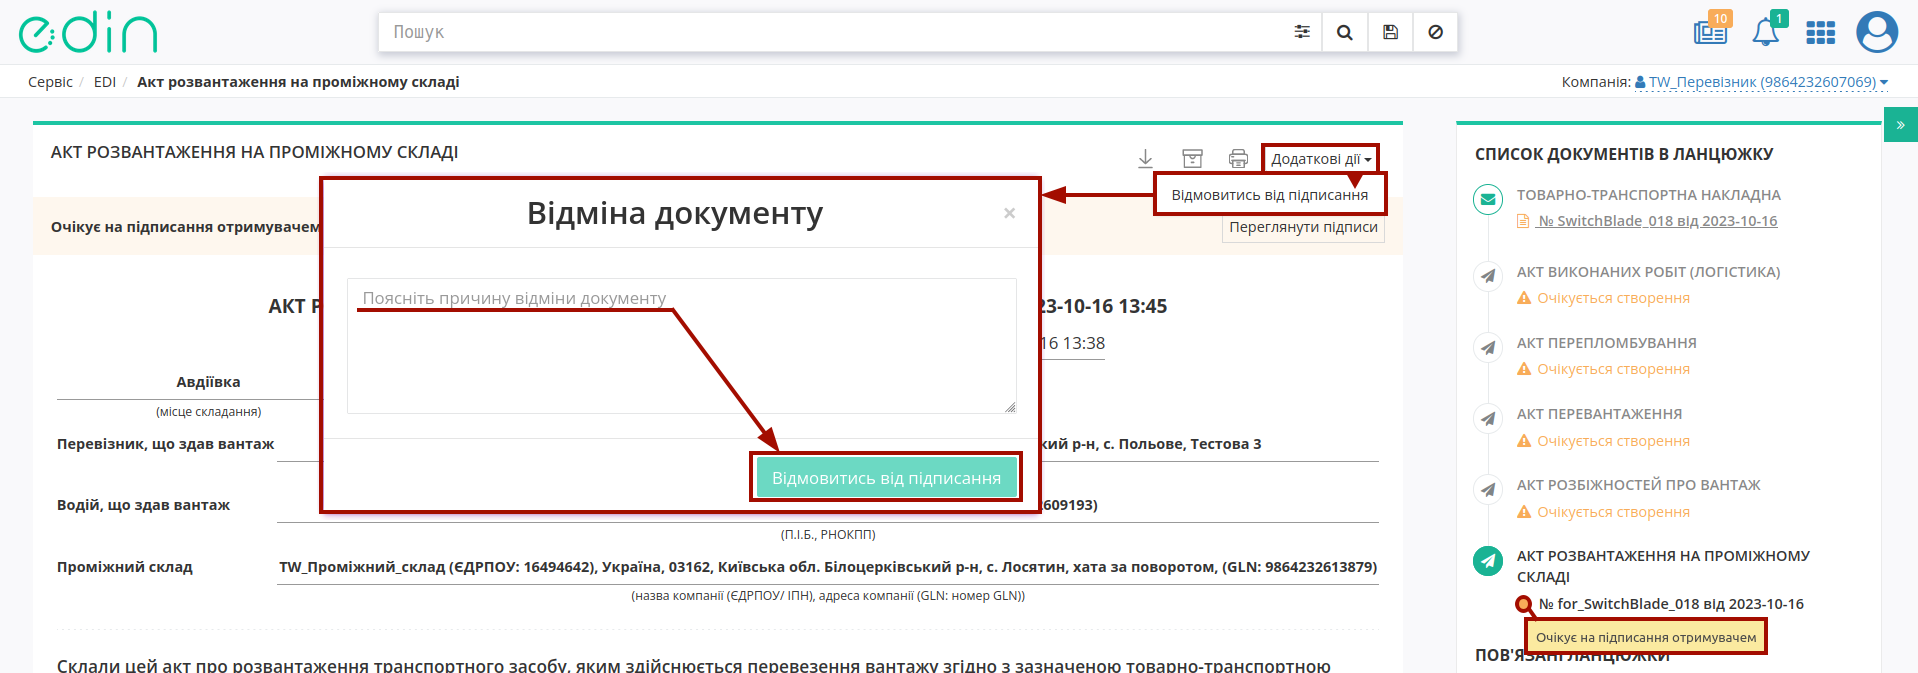 edin
Пошук
10
1
Сервіс / EDI / Акт розвантаження на проміжному складі
Компанія: TW_Перевізник (9864232607069)
»
АКТ РОЗВАНТАЖЕННЯ НА ПРОМІЖНОМУ СКЛАДІ
Додаткові дії
Відмовитись від підписання
Очікує на підписання отримувачем
Переглянути підписи
Відміна документу
×
Поясніть причину відміни документу
Відмовитись від підписання
АКТ Р
23-10-16 13:45
16 13:38
Авдіївка
(місце складання)
Перевізник, що здав вантаж
кий р-н, с. Польове, Тестова 3
Водій, що здав вантаж
2609193)
(П.І.Б., РНОКПП)
Проміжний склад
TW_Проміжний_склад (ЄДРПОУ: 16494642), Україна, 03162, Київська обл. Білоцерківський р-н, с. Лосятин, хата за поворотом, (GLN: 9864232613879)
(назва компанії (ЄДРПОУ/ ІПН), адреса компанії (GLN: номер GLN))
Склали цей акт про розвантаження транспортного засобу, яким здійснюється перевезення вантажу згідно з зазначеною товарно-транспортною
СПИСОК ДОКУМЕНТІВ В ЛАНЦЮЖКУ
ТОВАРНО-ТРАНСПОРТНА НАКЛАДНА
№ SwitchBlade_018 від 2023-10-16
АКТ ВИКОНАНИХ РОБІТ (ЛОГІСТИКА)
Очікується створення
АКТ ПЕРЕПЛОМБУВАННЯ
Очікується створення
АКТ ПЕРЕВАНТАЖЕННЯ
Очікується створення
АКТ РОЗБІЖНОСТЕЙ ПРО ВАНТАЖ
Очікується створення
АКТ РОЗВАНТАЖЕННЯ НА ПРОМІЖНОМУ
СКЛАДІ
№ for_SwitchBlade_018 від 2023-10-16
Очікує на підписання отримувачем
ПОВ'ЯЗАНІ ЛАНЦЮЖКИ